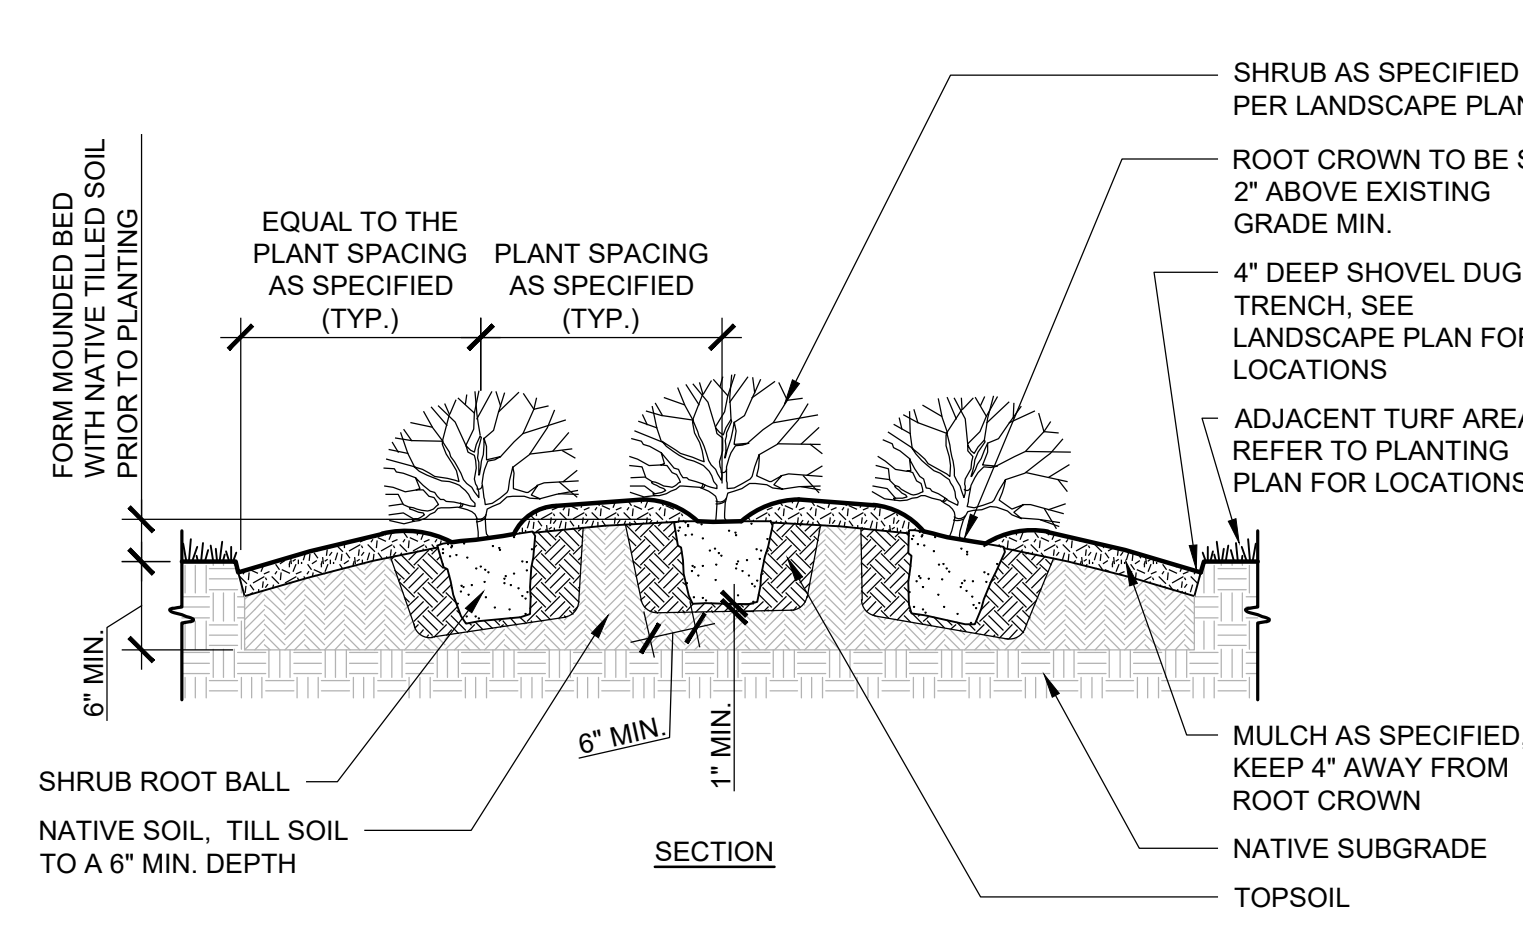 FORM MOUNDED BED
WITH NATIVE TILLED SOIL
PRIOR TO PLANTING
EQUAL TO THE
PLANT SPACING
AS SPECIFIED
(TYP.)
PLANT SPACING
AS SPECIFIED
(TYP.)
SHRUB AS SPECIFIED
PER LANDSCAPE PLAN
ROOT CROWN TO BE
2" ABOVE EXISTING
GRADE MIN.
4" DEEP SHOVEL DUG
TRENCH, SEE
LANDSCAPE PLAN FOR
LOCATIONS
ADJACENT TURF AREA
REFER TO PLANTING
PLAN FOR LOCATIONS
6" MIN.
6" MIN.
1" MIN.
SHRUB ROOT BALL
NATIVE SOIL, TILL SOIL
TO A 6" MIN. DEPTH
SECTION
MULCH AS SPECIFIED,
KEEP 4" AWAY FROM
ROOT CROWN
NATIVE SUBGRADE
TOPSOIL